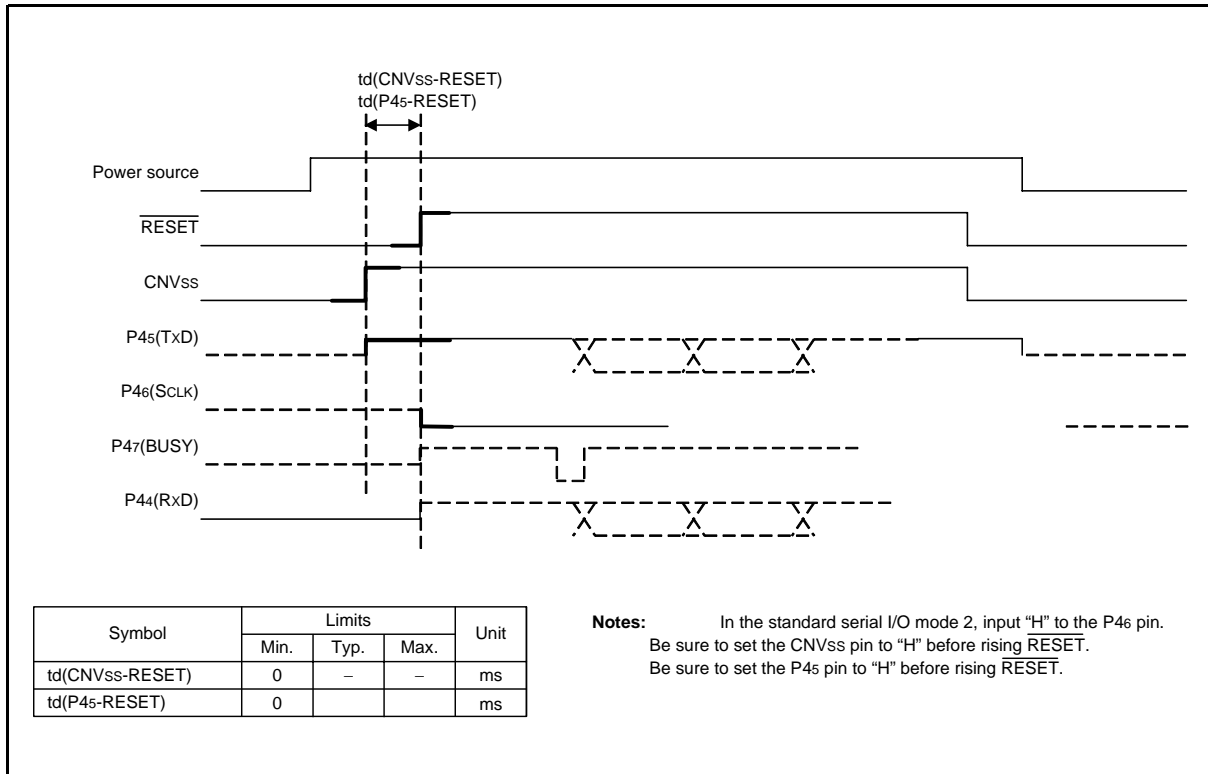 td(CNVss-RESET)
td(P45-RESET)
Power source
RESET
CNVss
P45(TxD)
P46(SCLK)
P47(BUSY)
P44(RxD)
Symbol Limits Unit
Min. Typ. Max.
td(CNVss-RESET) 0 – – ms
td(P45-RESET) 0 ms
Notes: In the standard serial I/O mode 2, input “H” to the P46 pin.
Be sure to set the CNVss pin to “H” before rising RESET.
Be sure to set the P45 pin to “H” before rising RESET.